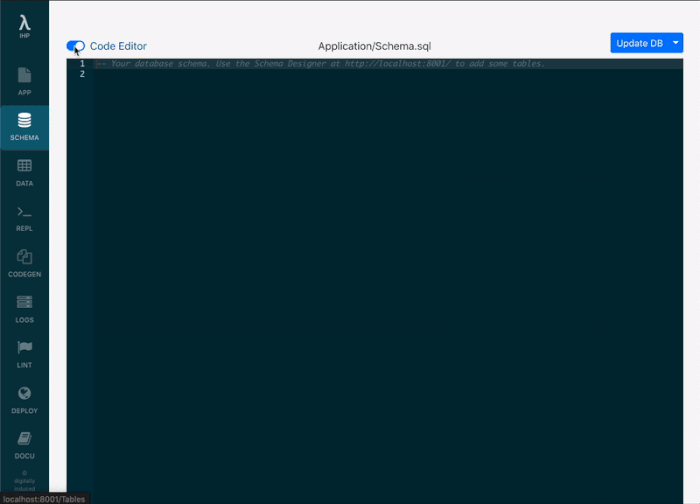 λ
IHP
APP
SCHEMA
DATA
REPL
CODEGEN
LOGS
LINT
DEPLOY
DOCU
©
digitally
induced
Code Editor
Application/Schema.sql
Update DB
1 -- Your database schema. Use the Schema Designer at http://localhost:8001/ to add some tables.
2
localhost:8001/Tables